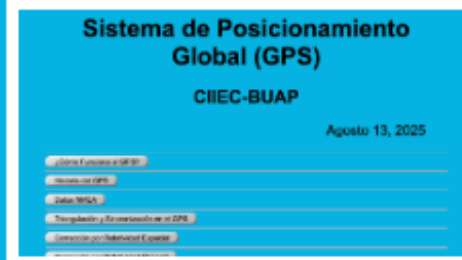 Sistema de Posicionamiento
Global (GPS)
CIIEC-BUAP
Agosto 13, 2025
¿Cómo Funciona el GPS?
Modelo del GPS
Datos NMEA
Triangulación y Sincronización en el GPS
Corrección por Relatividad Especial